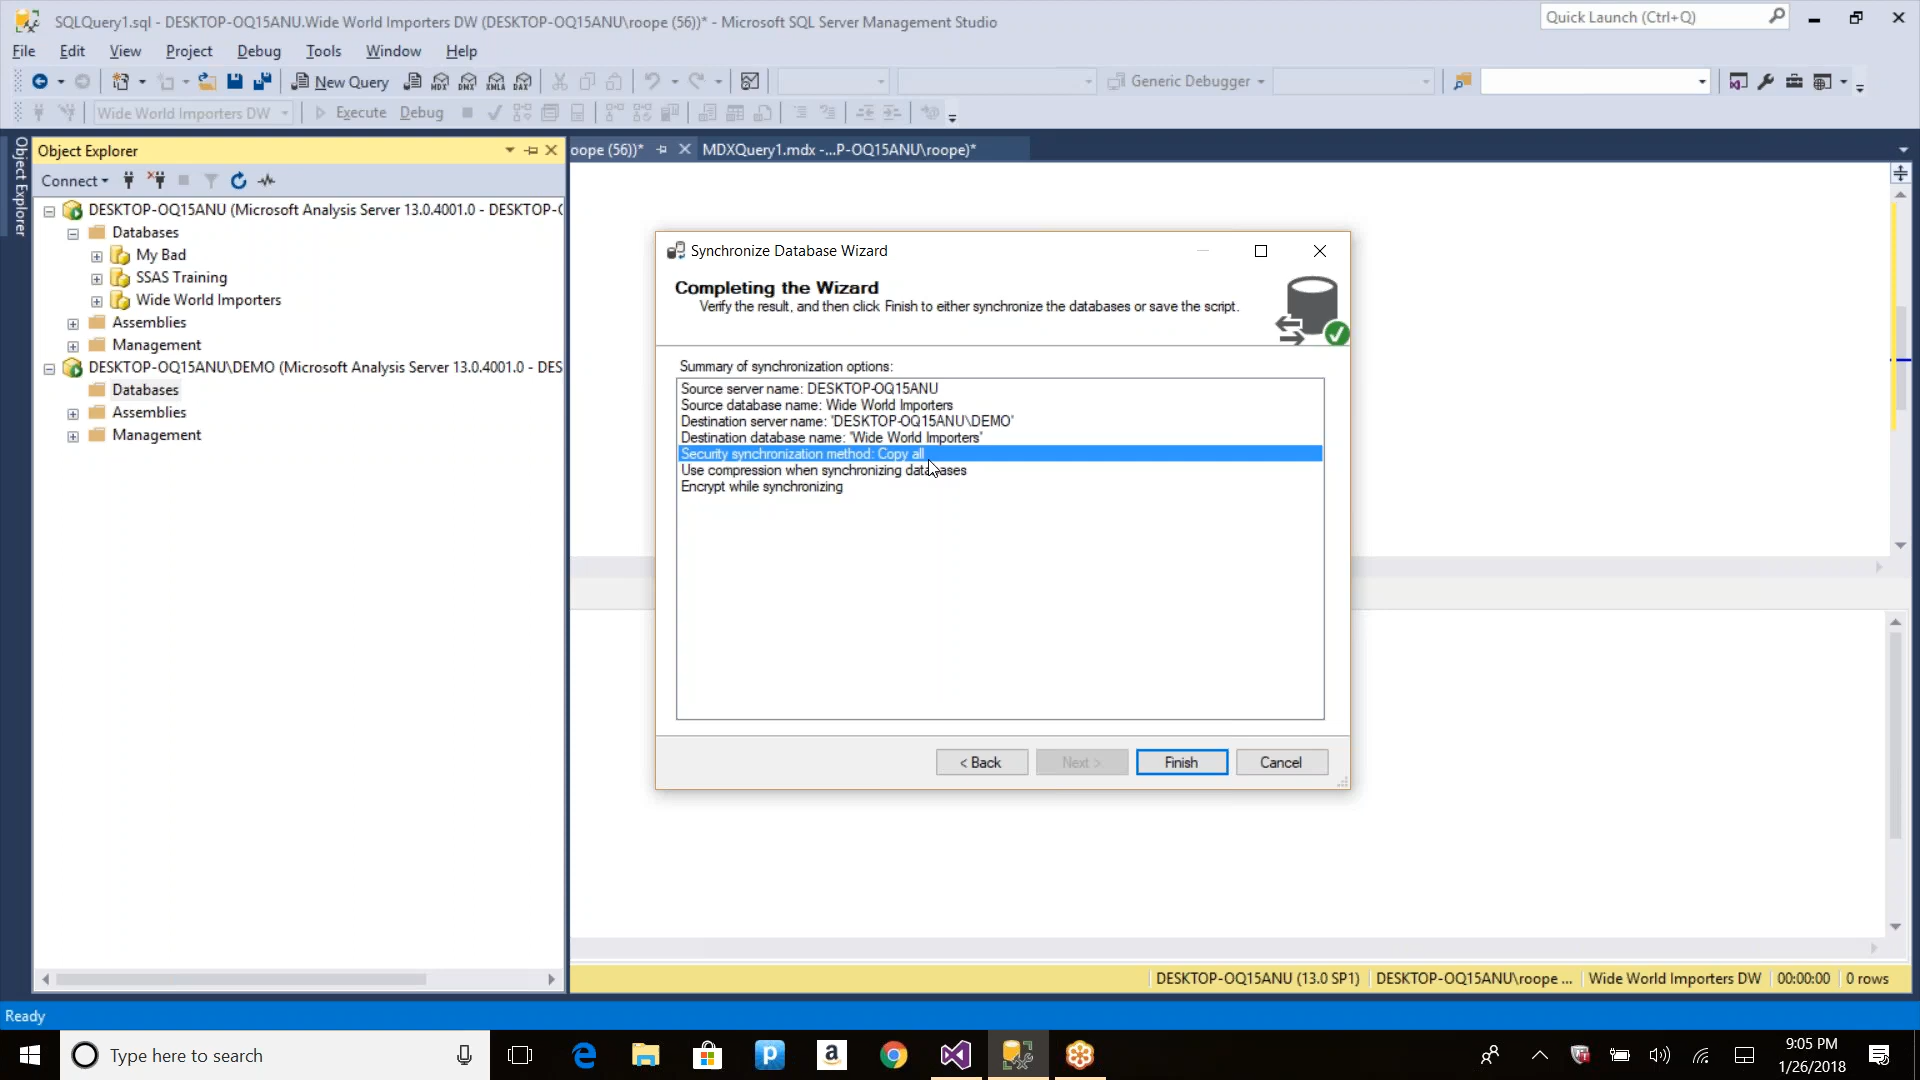 SQLQuery1.sql - DESKTOP-OQ15ANU.Wide World Importers DW (DESKTOP-OQ15ANU\roope (56))* - Microsoft SQL Server Management Studio
Quick Launch (Ctrl+Q)
File Edit View Project Debug Tools Window Help
New Query MDX DMX XMLA DAX Generic Debugger
Wide World Importers DW Execute Debug
Object Explorer
Object Explorer
oope (56))* MDXQuery1.mdx -...P-OQ15ANU\roope)*
Connect
DESKTOP-OQ15ANU (Microsoft Analysis Server 13.0.4001.0 - DESKTOP-(
Databases
My Bad
SSAS Training
Wide World Importers
Assemblies
Management
DESKTOP-OQ15ANU\DEMO (Microsoft Analysis Server 13.0.4001.0 - DES
Databases
Assemblies
Management
Synchronize Database Wizard
Completing the Wizard
Verify the result, and then click Finish to either synchronize the databases or save the script.
Summary of synchronization options:
Source server name: DESKTOP-OQ15ANU
Source database name: Wide World Importers
Destination server name: 'DESKTOP-OQ15ANU\DEMO'
Destination database name: 'Wide World Importers'
Security synchronization method: Copy all
Use compression when synchronizing databases
Encrypt while synchronizing
< Back Next > Finish Cancel
DESKTOP-OQ15ANU (13.0 SP1) DESKTOP-OQ15ANU\roope ... Wide World Importers DW 00:00:00 0 rows
Ready
Type here to search
9:05 PM
1/26/2018